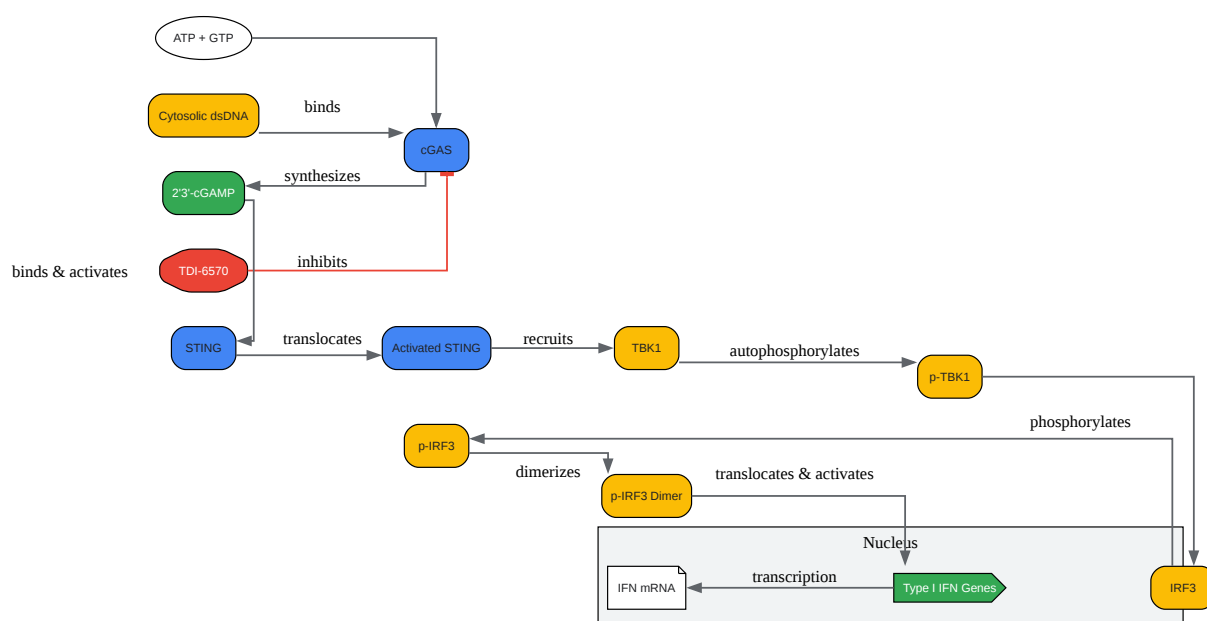 ATP + GTP
Cytosolic dsDNA
binds
cGAS
synthesizes
2'3'-cGAMP
binds & activates
TDI-6570
inhibits
STING
translocates
Activated STING
recruits
TBK1
autophosphorylates
p-TBK1
phosphorylates
p-IRF3
dimerizes
p-IRF3 Dimer
translocates & activates
Nucleus
IFN mRNA
transcription
Type I IFN Genes
IRF3